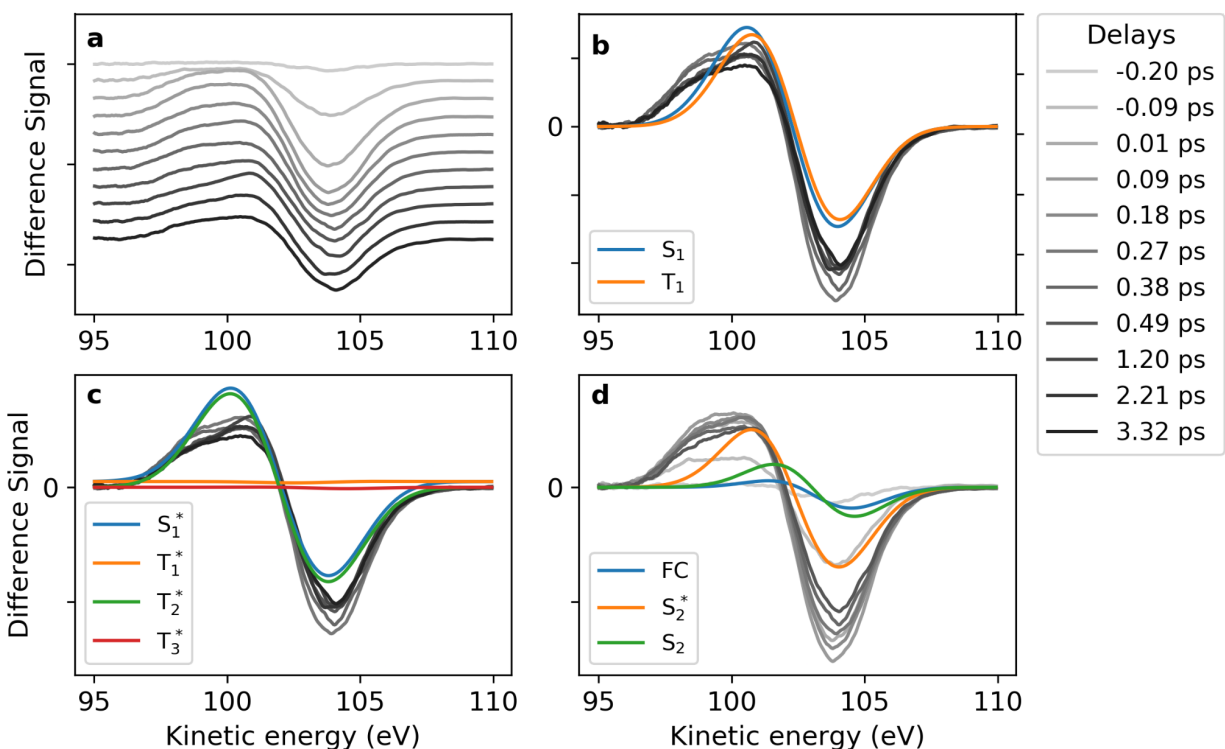 a
Difference Signal
95 100 105 110
b
0
S1
T1
95 100 105 110
Delays
-0.20 ps
-0.09 ps
0.01 ps
0.09 ps
0.18 ps
0.27 ps
0.38 ps
0.49 ps
1.20 ps
2.21 ps
3.32 ps
c
Difference Signal
0
S1*
T1*
T2*
T3*
95 100 105 110
Kinetic energy (eV)
d
0
FC
S2*
S2
95 100 105 110
Kinetic energy (eV)